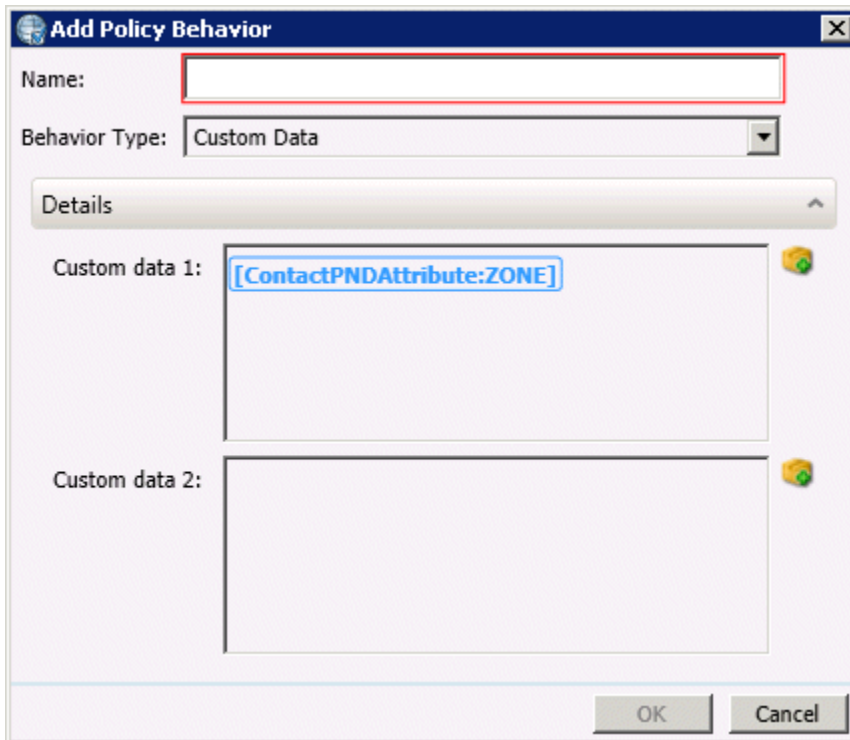 Add Policy Behavior
Name:
Behavior Type: Custom Data
Details
Custom data 1: [ContactPNDAttribute:ZONE]
Custom data 2:
OK Cancel